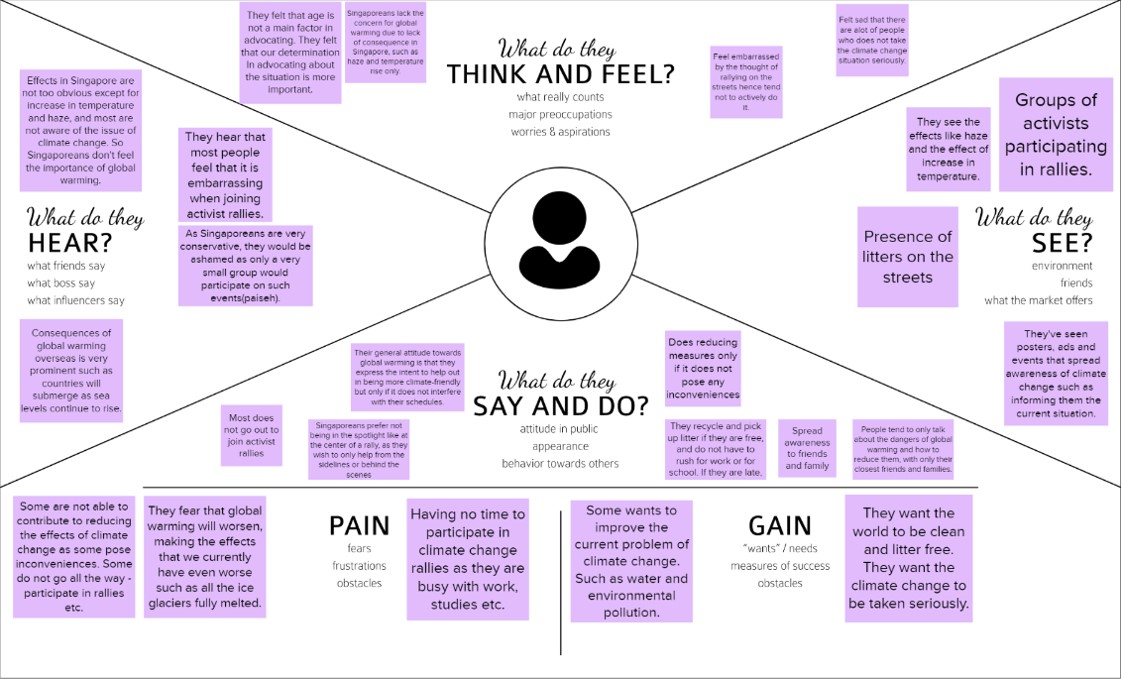 They felt that age is
not a main factor in
advocating. They felt
that our determination
In advocating about
the situation is more
important.
Singaporeans lack the
concern for global
warming due to lack
of consequence in
Singapore, such as
haze and temperature
rise only.
What do they
THINK AND FEEL?
what really counts
major preoccupations
worries & aspirations
Feel embarrassed
by the thought of
rallying on the
streets hence tend
not to actively do
it.
Felt sad that there
are alot of people
who does not take
the climate change
situation seriously.
Effects in Singapore are
not too obvious except for
increase in temperature
and haze, and most are
not aware of the issue of
climate change. So
Singaporeans don't feel
the importance of global
warming.
They hear that
most people
feel that it is
embarrassing
when joining
activist rallies.
What do they
HEAR?
what friends say
what boss say
what influencers say
As Singaporeans are very
conservative, they would be
ashamed as only a very
small group would
participate on such
events(paiseh).
Consequences of
global warming
overseas is very
prominent such as
countries will
submerge as sea
levels continue to rise.
They see the
effects like haze
and the effect of
increase in
temperature.
Groups of
activists
participating
in rallies.
Presence of
litters on the
streets
What do they
SEE?
environment
friends
what the market offers
They've seen
posters, ads and
events that spread
awareness of climate
change such as
informing them the
current situation.
Their general attitude towards
global warming is that they
express the intent to help out
in being more climate-friendly
but only if it does not interfere
with their schedules.
What do they
SAY AND DO?
attitude in public
appearance
behavior towards others
Does reducing
measures only
if it does not
pose any
inconveniences
Most does
not go out to
join activist
rallies
Singaporeans prefer not
being in the spotlight like at
the center of a rally, as they
wish to only help from the
sidelines or behind the
scenes
They recycle and pick
up litter if they are free,
and do not have to
rush for work or for
school. If they are late,
Spread
awareness
to friends
and family
People tend to only talk
about the dangers of global
warming and how to
reduce them, with only their
closest friends and families.
Some are not able to
contribute to reducing
the effects of climate
change as some pose
inconveniences. Some
do not go all the way -
participate in rallies
etc.
They fear that global
warming will worsen,
making the effects
that we currently
have even worse
such as all the ice
glaciers fully melted.
PAIN
fears
frustrations
obstacles
Having no time to
participate in
climate change
rallies as they are
busy with work,
studies etc.
Some wants to
improve the
current problem of
climate change.
Such as water and
environmental
pollution.
GAIN
"wants" / needs
measures of success
obstacles
They want the
world to be clean
and litter free.
They want the
climate change to
be taken seriously.